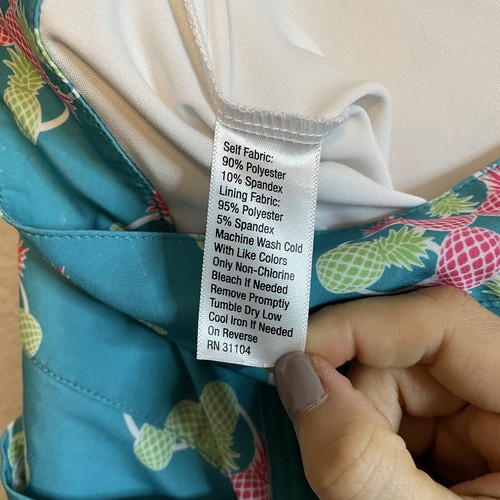 Self Fabric:
90% Polyester
10% Spandex
Lining Fabric:
95% Polyester
5% Spandex
Machine Wash Cold
With Like Colors
Only Non-Chlorine
Bleach If Needed
Remove Promptly
Tumble Dry Low
Cool Iron If Needed
On Reverse
RN 31104